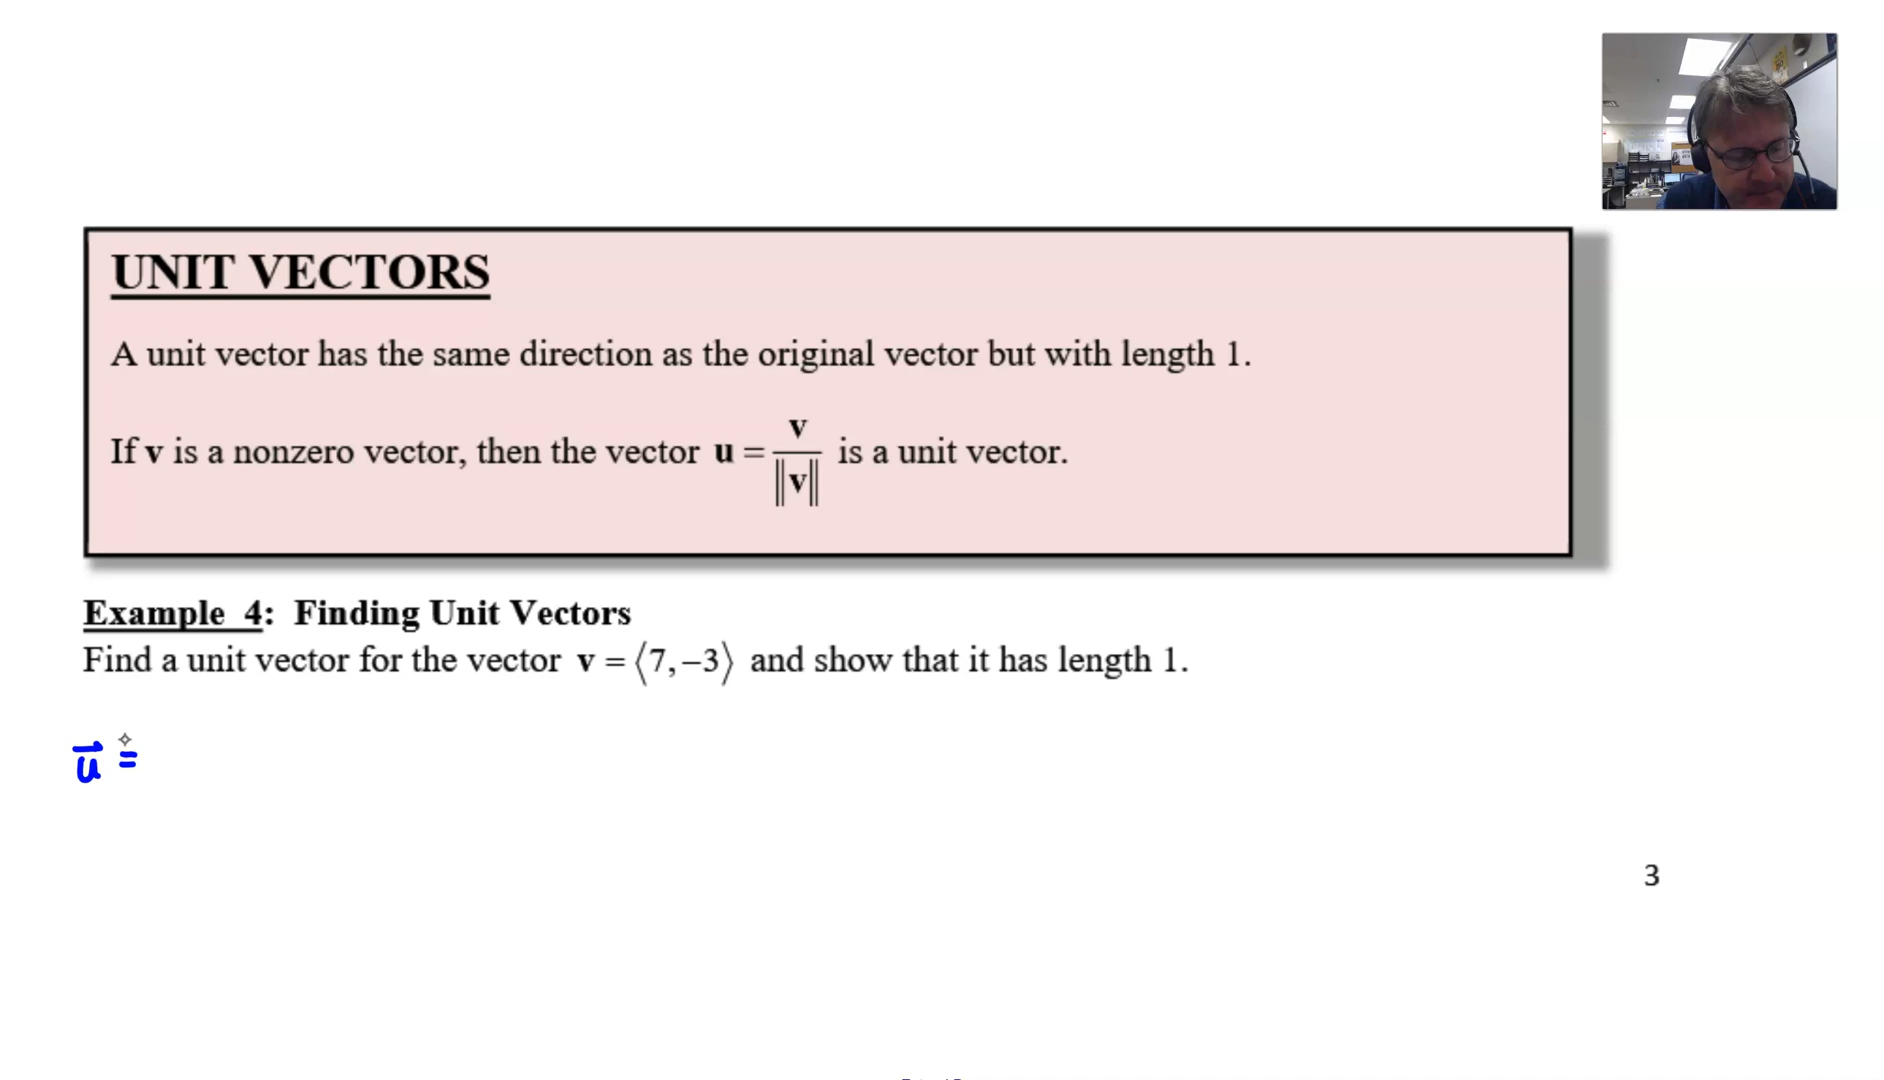 UNIT VECTORS
A unit vector has the same direction as the original vector but with length 1.
If v is a nonzero vector, then the vector u = v / ‖v‖ is a unit vector.
Example 4: Finding Unit Vectors
Find a unit vector for the vector v = ⟨7, −3⟩ and show that it has length 1.
u⃗ =
3